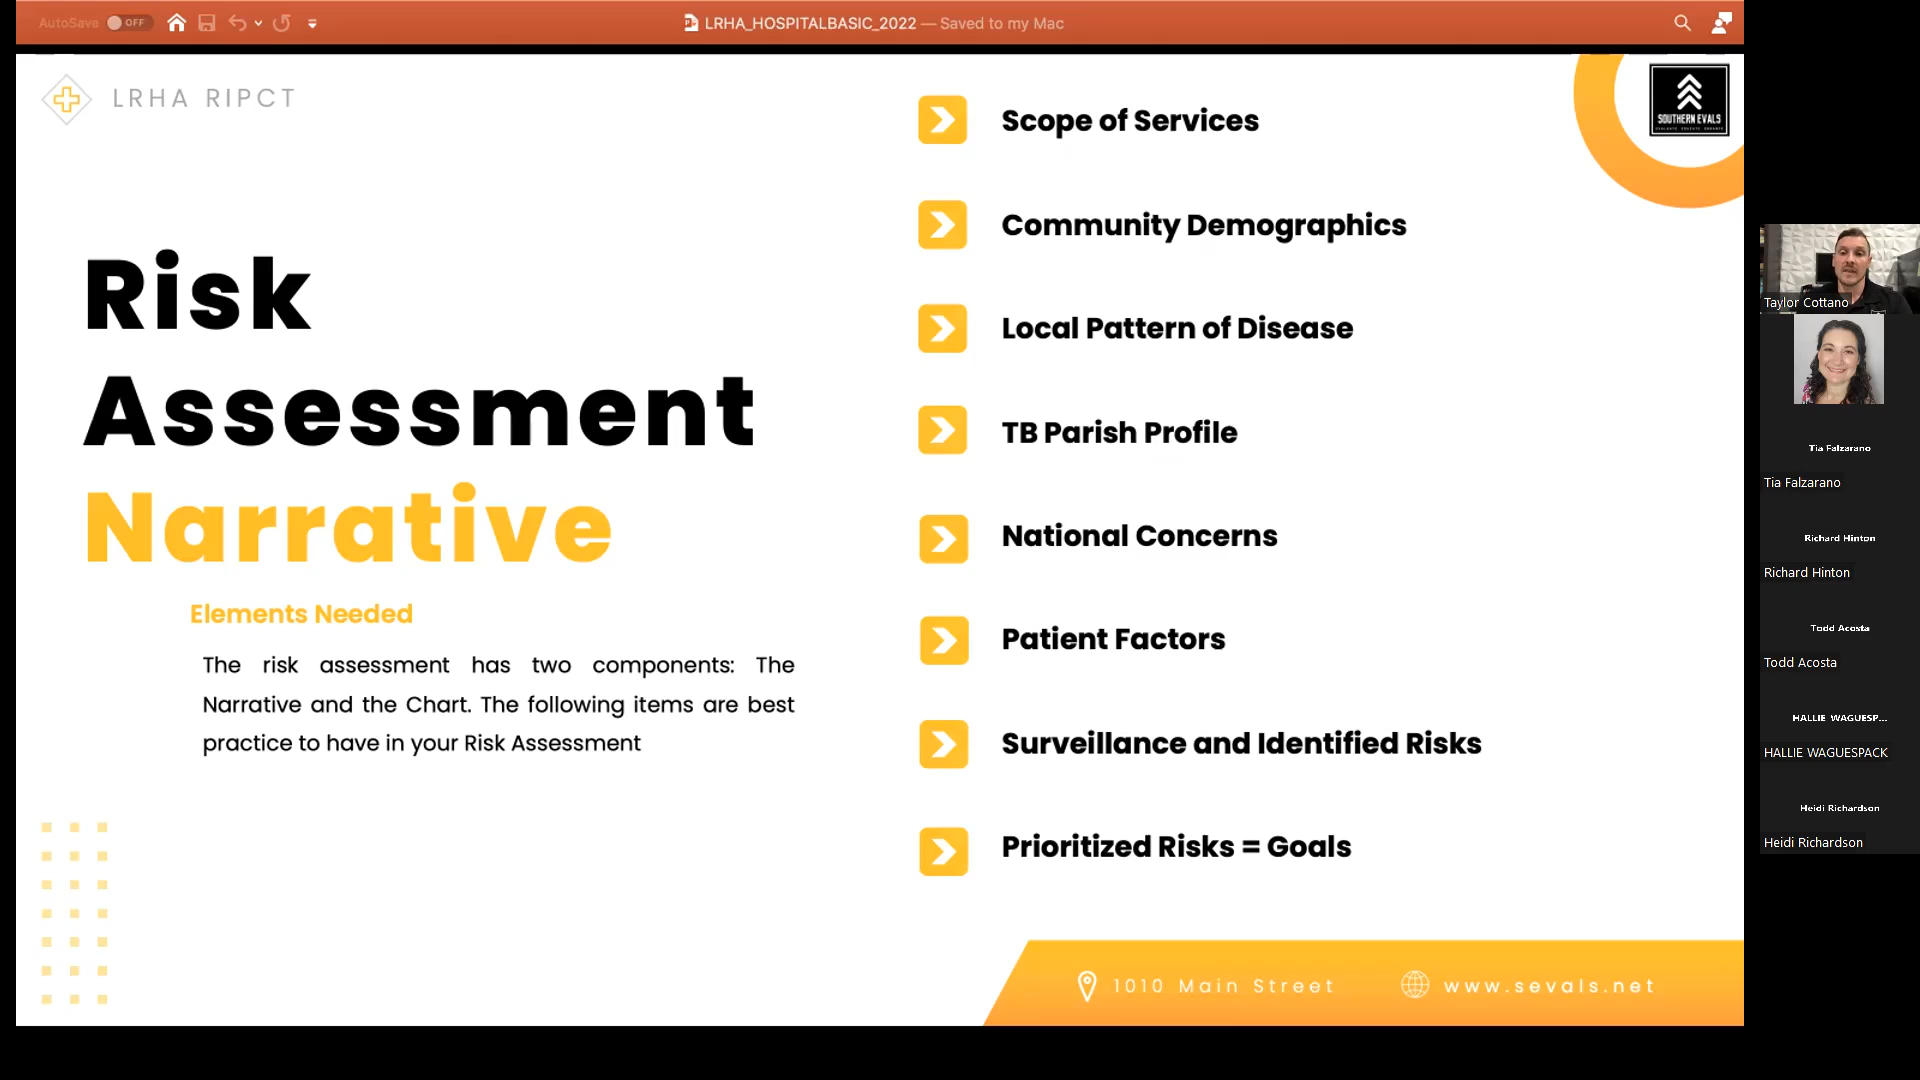 AutoSave OFF
LRHA_HOSPITALBASIC_2022 — Saved to my Mac
LRHA RIPCT
Risk
Assessment
Narrative
Elements Needed
The risk assessment has two components: The
Narrative and the Chart. The following items are best
practice to have in your Risk Assessment
Scope of Services
Community Demographics
Local Pattern of Disease
TB Parish Profile
National Concerns
Patient Factors
Surveillance and Identified Risks
Prioritized Risks = Goals
SOUTHERN EVALS
1010 Main Street
www.sevals.net
Taylor Cottano
Tia Falzarano
Tia Falzarano
Richard Hinton
Richard Hinton
Todd Acosta
Todd Acosta
HALLIE WAGUESP...
HALLIE WAGUESPACK
Heidi Richardson
Heidi Richardson